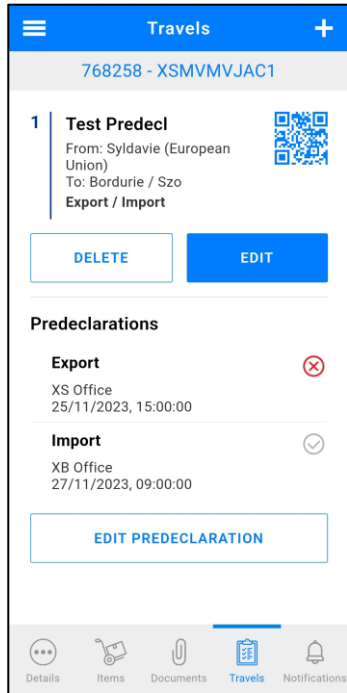 Travels
768258 - XSMVMVJAC1
1
Test Predecl
From: Syldavie (European
Union)
To: Bordurie / Szo
Export / Import
DELETE
EDIT
Predeclarations
Export
XS Office
25/11/2023, 15:00:00
Import
XB Office
27/11/2023, 09:00:00
EDIT PREDECLARATION
Details
Items
Documents
Travels
Notifications